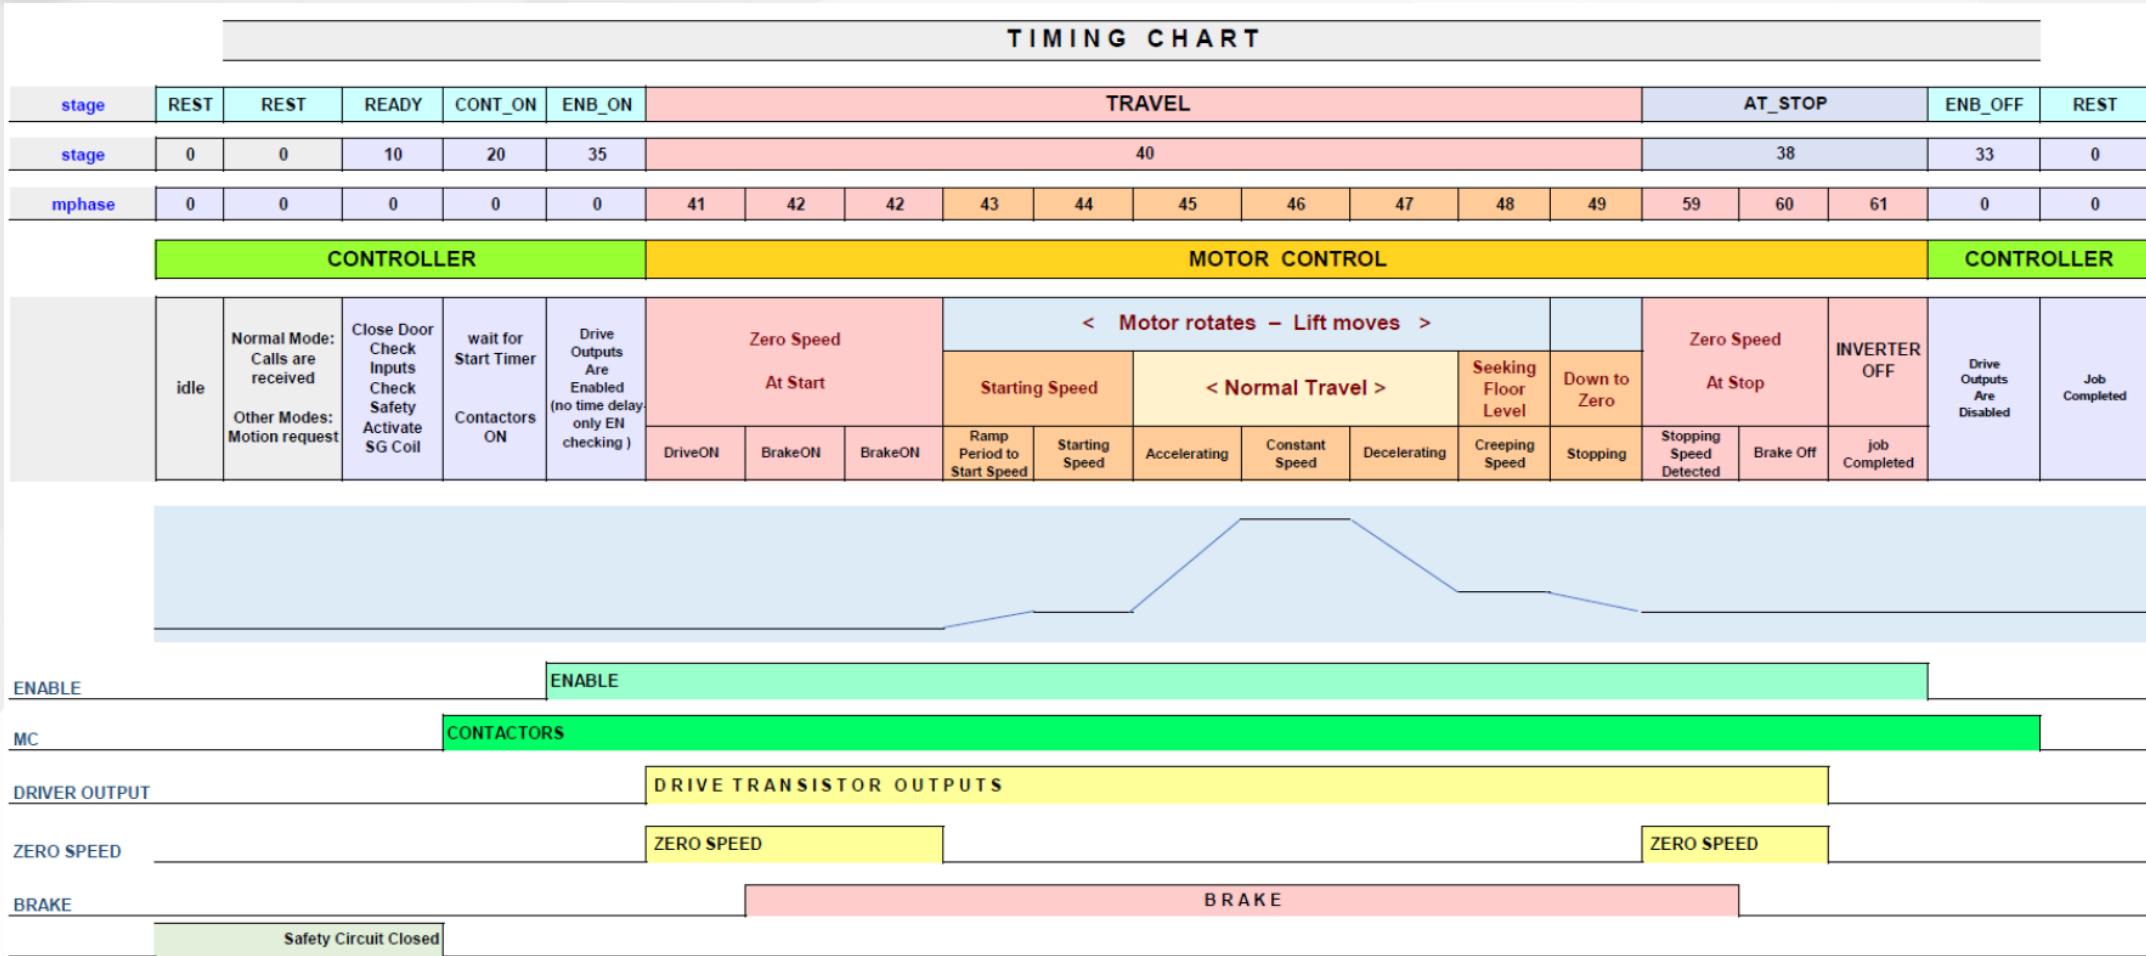 TIMING CHART
stage REST REST READY CONT_ON ENB_ON TRAVEL AT_STOP ENB_OFF REST
stage 0 0 10 20 35 40 38 33 0
mphase 0 0 0 0 0 41 42 42 43 44 45 46 47 48 49 59 60 61 0 0
CONTROLLER MOTOR CONTROL CONTROLLER
idle
Normal Mode:
Calls are
received
Other Modes:
Motion request
Close Door
Check
Inputs
Check
Safety
Activate
SG Coil
wait for
Start Timer
Contactors
ON
Drive
Outputs
Are
Enabled
(no time delay-
only EN
checking )
Zero Speed
At Start
DriveON
BrakeON
BrakeON
< Motor rotates – Lift moves >
Starting Speed
Ramp
Period to
Start Speed
Starting
Speed
< Normal Travel >
Accelerating
Constant
Speed
Decelerating
Seeking
Floor
Level
Creeping
Speed
Down to
Zero
Stopping
Zero Speed
At Stop
Stopping
Speed
Detected
Brake Off
INVERTER
OFF
job
Completed
Drive
Outputs
Are
Disabled
Job
Completed
ENABLE ENABLE
MC CONTACTORS
DRIVER OUTPUT DRIVE TRANSISTOR OUTPUTS
ZERO SPEED ZERO SPEED ZERO SPEED
BRAKE BRAKE
Safety Circuit Closed